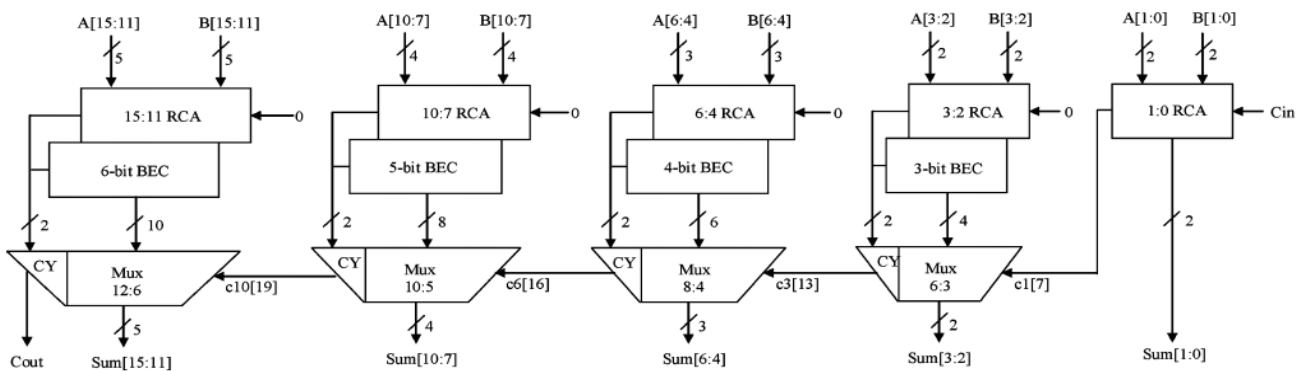 A[15:11] B[15:11] A[10:7] B[10:7] A[6:4] B[6:4] A[3:2] B[3:2] A[1:0] B[1:0]
5 5 4 4 3 3 2 2 2 2
15:11 RCA 0 10:7 RCA 0 6:4 RCA 0 3:2 RCA 0 1:0 RCA Cin
6-bit BEC 5-bit BEC 4-bit BEC 3-bit BEC
2 10 2 8 2 6 2 4 2
CY Mux CY Mux CY Mux CY Mux
12:6 c10[19] 10:5 c6[16] 8:4 c3[13] 6:3 c1[7]
5 4 3 2
Cout Sum[15:11] Sum[10:7] Sum[6:4] Sum[3:2] Sum[1:0]